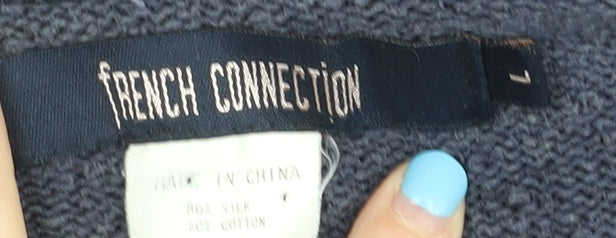 fRENCH CONNECTiON
L
MADE IN CHINA
80% SILK
20% COTTON